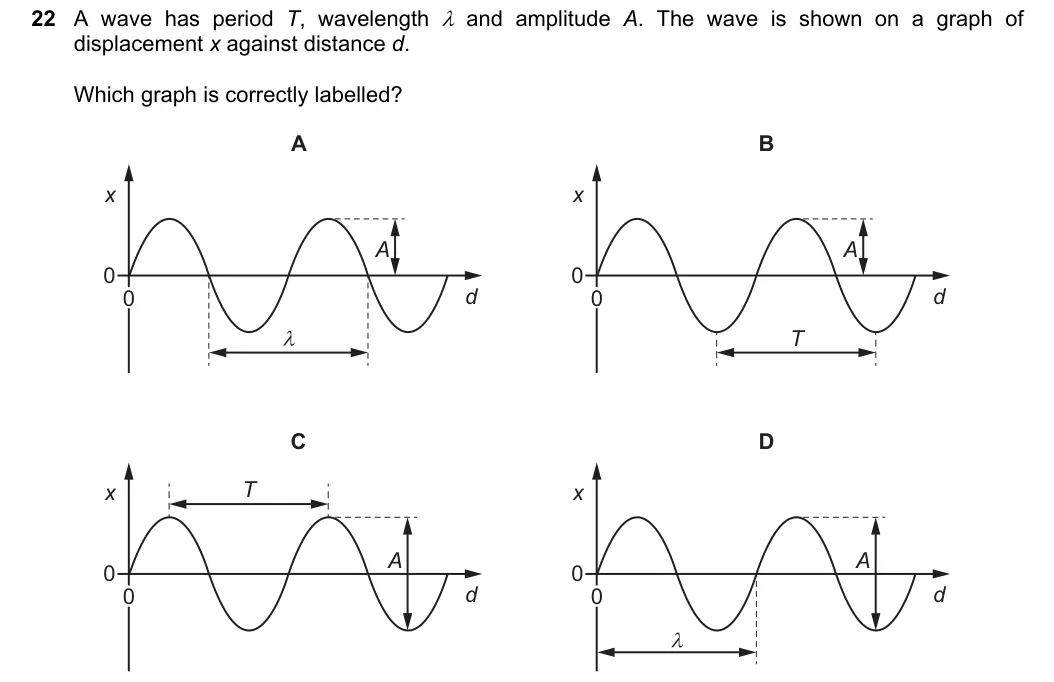 22 A wave has period T, wavelength λ and amplitude A. The wave is shown on a graph of
displacement x against distance d.
Which graph is correctly labelled?
A
x
0
0
A
d
λ
B
x
0
0
A
d
T
C
x
T
0
0
A
d
D
x
0
0
A
d
λ